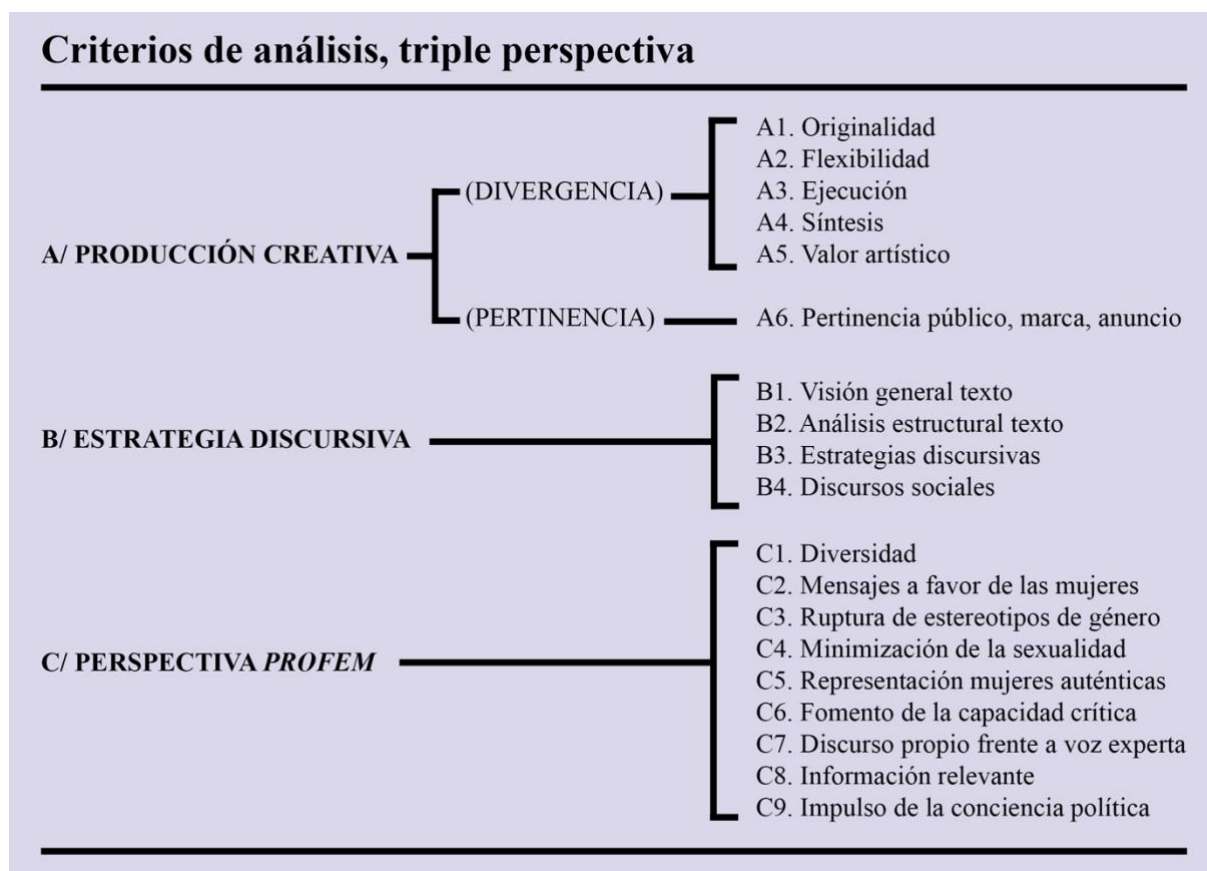 Criterios de análisis, triple perspectiva
A/ PRODUCCIÓN CREATIVA
(DIVERGENCIA)
A1. Originalidad
A2. Flexibilidad
A3. Ejecución
A4. Síntesis
A5. Valor artístico
(PERTINENCIA)
A6. Pertinencia público, marca, anuncio
B/ ESTRATEGIA DISCURSIVA
B1. Visión general texto
B2. Análisis estructural texto
B3. Estrategias discursivas
B4. Discursos sociales
C/ PERSPECTIVA PROFEM
C1. Diversidad
C2. Mensajes a favor de las mujeres
C3. Ruptura de estereotipos de género
C4. Minimización de la sexualidad
C5. Representación mujeres auténticas
C6. Fomento de la capacidad crítica
C7. Discurso propio frente a voz experta
C8. Información relevante
C9. Impulso de la conciencia política